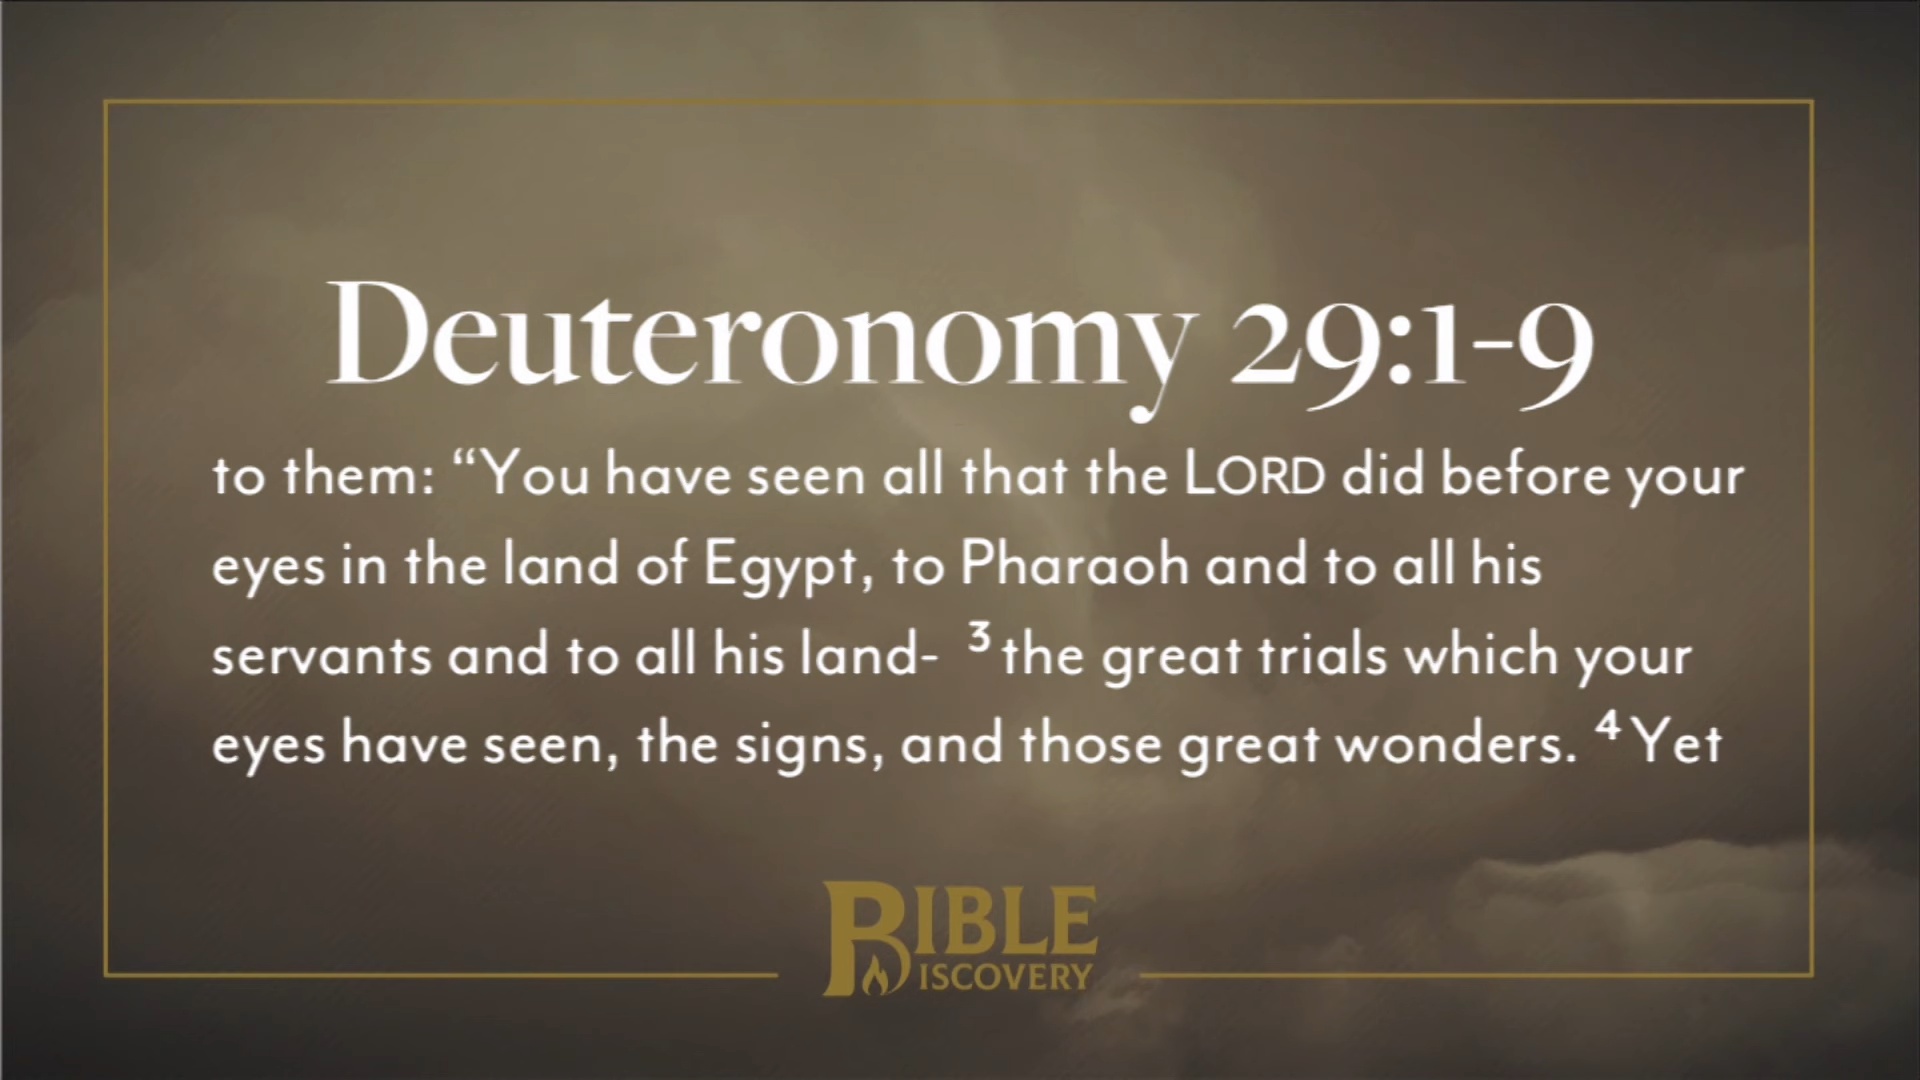 Deuteronomy 29:1-9
to them: “You have seen all that the LORD did before your
eyes in the land of Egypt, to Pharaoh and to all his
servants and to all his land- ³ the great trials which your
eyes have seen, the signs, and those great wonders. ⁴ Yet
BIBLE
DISCOVERY